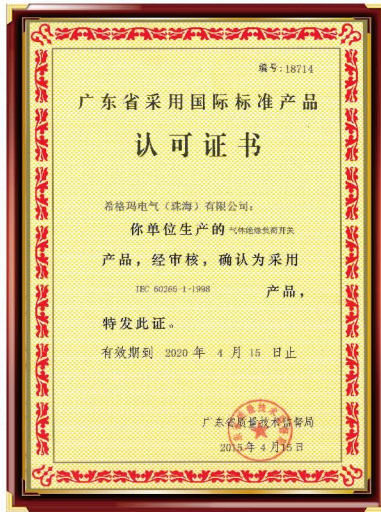 编号:18714
广东省采用国际标准产品
认可证书
希格玛电气（珠海）有限公司:
你单位生产的 气体绝缘负荷开关
产品，经审核，确认为采用
IEC 60265-1-1998 产品，
特发此证。
有效期到 2020 年 4 月 15 日止
广东省质量技术监督局
2015 年 4 月 15 日